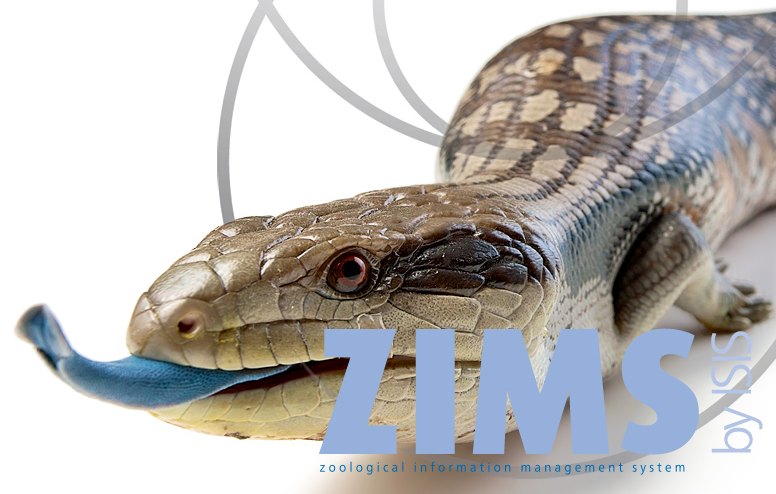 ZIMS
by ISIS
zoological information management system